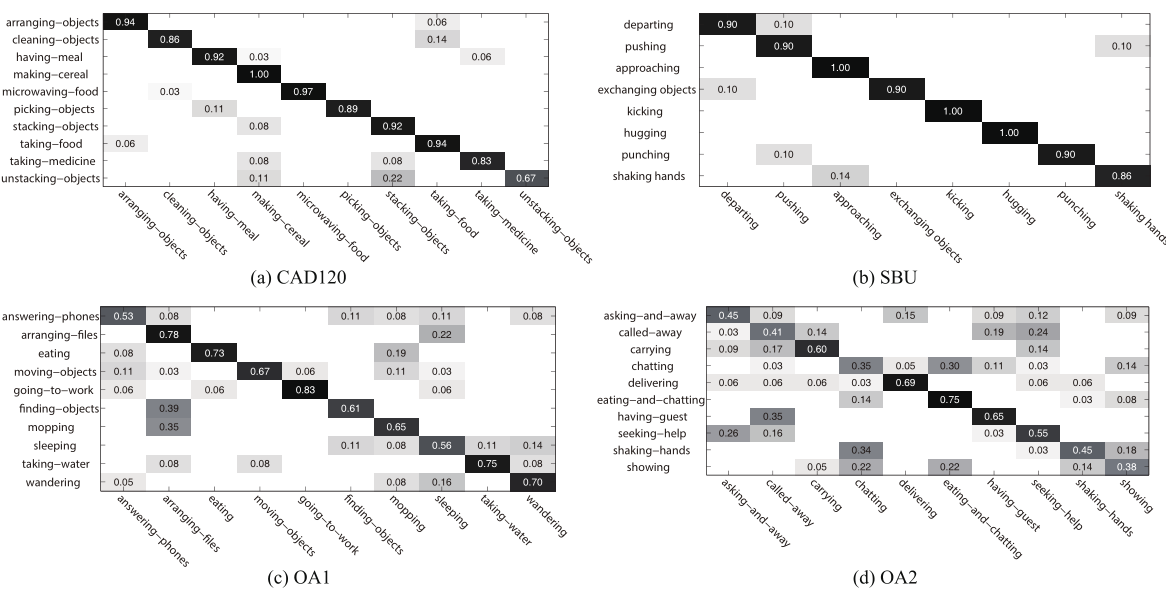 arranging−objects 0.94 0.06
cleaning−objects 0.86 0.14
having−meal 0.92 0.03 0.06
making−cereal 1.00
microwaving−food 0.03 0.97
picking−objects 0.11 0.89
stacking−objects 0.08 0.92
taking−food 0.06 0.94
taking−medicine 0.08 0.08 0.83
unstacking−objects 0.11 0.22 0.67
arranging−objects cleaning−objects having−meal making−cereal microwaving−food picking−objects stacking−objects taking−food taking−medicine unstacking−objects
(a) CAD120
departing 0.90 0.10
pushing 0.90 0.10
approaching 1.00
exchanging objects 0.10 0.90
kicking 1.00
hugging 1.00
punching 0.10 0.90
shaking hands 0.14 0.86
departing pushing approaching exchanging objects kicking hugging punching shaking hands
(b) SBU
answering−phones 0.53 0.08 0.11 0.08 0.11 0.08
arranging−files 0.78 0.22
eating 0.08 0.73 0.19
moving−objects 0.11 0.03 0.67 0.06 0.11 0.03
going−to−work 0.06 0.06 0.83 0.06
finding−objects 0.39 0.61
mopping 0.35 0.65
sleeping 0.11 0.08 0.56 0.11 0.14
taking−water 0.08 0.08 0.75 0.08
wandering 0.05 0.08 0.16 0.70
answering−phones arranging−files eating moving−objects going−to−work finding−objects mopping sleeping taking−water wandering
(c) OA1
asking−and−away 0.45 0.09 0.15 0.09 0.12 0.09
called−away 0.03 0.41 0.14 0.19 0.24
carrying 0.09 0.17 0.60 0.14
chatting 0.03 0.35 0.05 0.30 0.11 0.03 0.14
delivering 0.06 0.06 0.06 0.03 0.69 0.06 0.06
eating−and−chatting 0.14 0.75 0.03 0.08
having−guest 0.35 0.65
seeking−help 0.26 0.16 0.03 0.55
shaking−hands 0.34 0.03 0.45 0.18
showing 0.05 0.22 0.22 0.14 0.38
asking−and−away called−away carrying chatting delivering eating−and−chatting having−guest seeking−help shaking−hands showing
(d) OA2